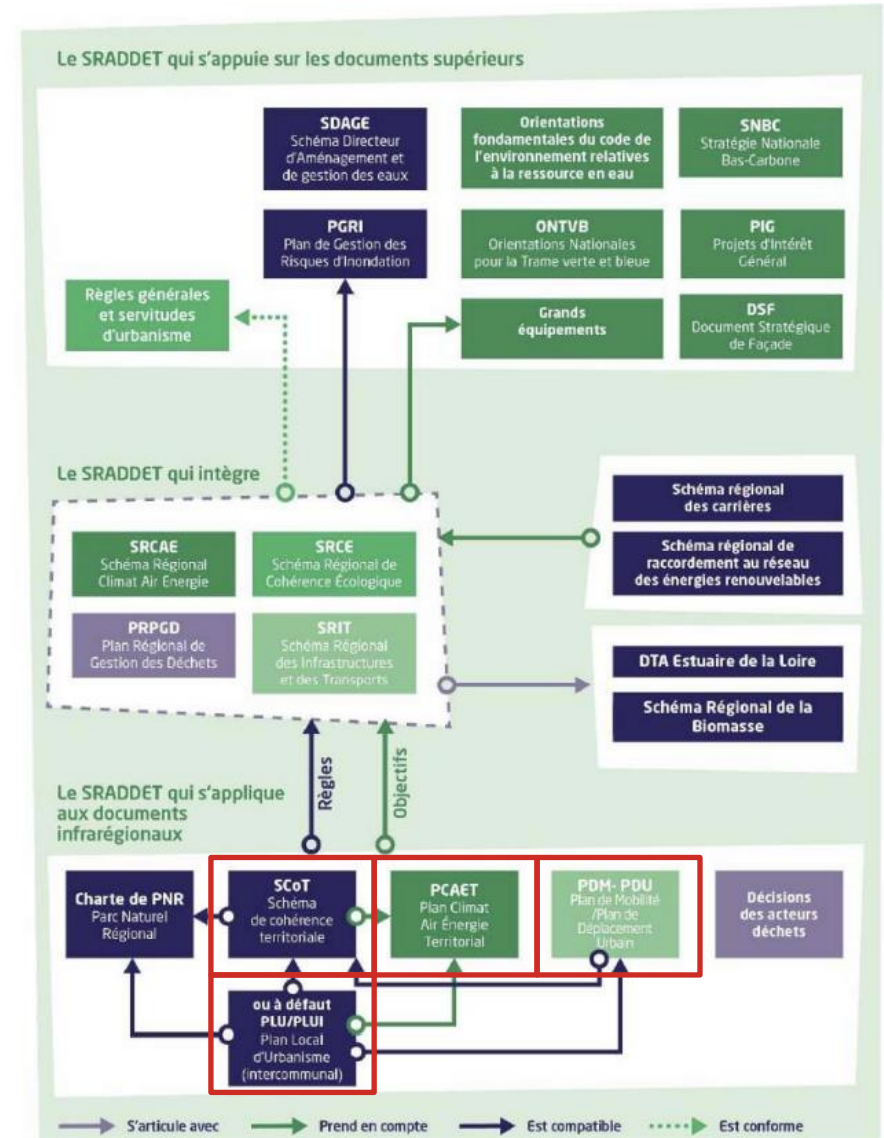 Le SRADDET qui s'appuie sur les documents supérieurs
SDAGE
Schéma Directeur
d'Aménagement et
de gestion des eaux
Orientations
fondamentales du code de
l'environnement relatives
à la ressource en eau
SNBC
Stratégie Nationale
Bas-Carbone
PGRI
Plan de Gestion des
Risques d'Inondation
ONTVB
Orientations Nationales
pour la Trame verte et bleue
PIG
Projets d'Intérêt
Général
Règles générales
et servitudes
d'urbanisme
Grands
équipements
DSF
Document Stratégique
de Façade
Le SRADDET qui intègre
SRCAE
Schéma Régional
Climat Air Energie
SRCE
Schéma Régional de
Cohérence Écologique
PRPGD
Plan Régional de
Gestion des Déchets
SRIT
Schéma Régional
des Infrastructures
et des Transports
Schéma régional
des carrières
Schéma régional de
raccordement au réseau
des énergies renouvelables
DTA Estuaire de la Loire
Schéma Régional de la
Biomasse
Règles
Objectifs
Le SRADDET qui s'applique
aux documents
infrarégionaux
Charte de PNR
Parc Naturel
Régional
SCoT
Schéma
de cohérence
territoriale
PCAET
Plan Climat
Air Énergie
Territorial
PDM- PDU
Plan de Mobilité
/Plan de
Déplacement
Urbain
Décisions
des acteurs
déchets
ou à défaut
PLU/PLUI
Plan Local
d'Urbanisme
(intercommunal)
S'articule avec
Prend en compte
Est compatible
Est conforme